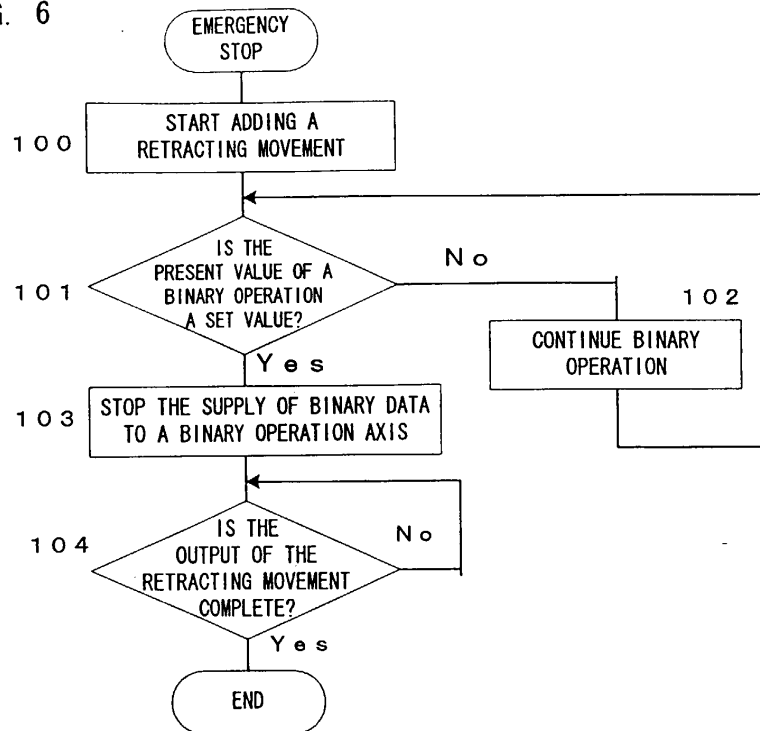 6
EMERGENCY
STOP
100
START ADDING A
RETRACTING MOVEMENT
101
IS THE
PRESENT VALUE OF A
BINARY OPERATION
A SET VALUE?
No
102
CONTINUE BINARY
OPERATION
Yes
103
STOP THE SUPPLY OF BINARY DATA
TO A BINARY OPERATION AXIS
104
IS THE
OUTPUT OF THE
RETRACTING MOVEMENT
COMPLETE?
No
Yes
END